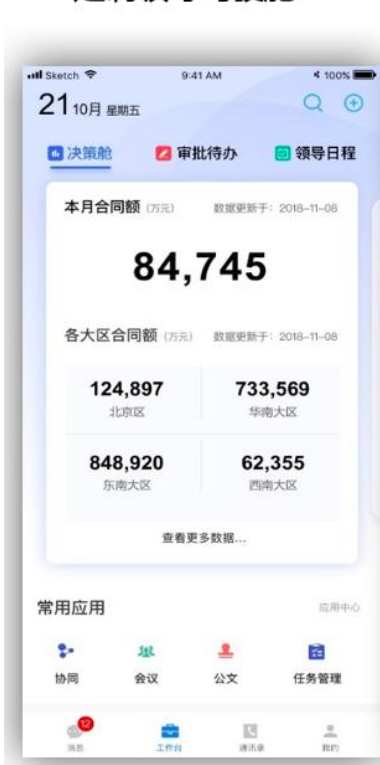 Sketch 9:41 AM 100%
21 10月 星期五
决策舱 审批待办 领导日程
本月合同额 (万元) 数据更新于: 2018-11-08
84,745
各大区合同额 (万元) 数据更新于: 2018-11-08
124,897 733,569
北京区 华南大区
848,920 62,355
东南大区 西南大区
查看更多数据...
常用应用 应用中心
协同 会议 公文 任务管理
12
消息 工作台 通讯录 我的